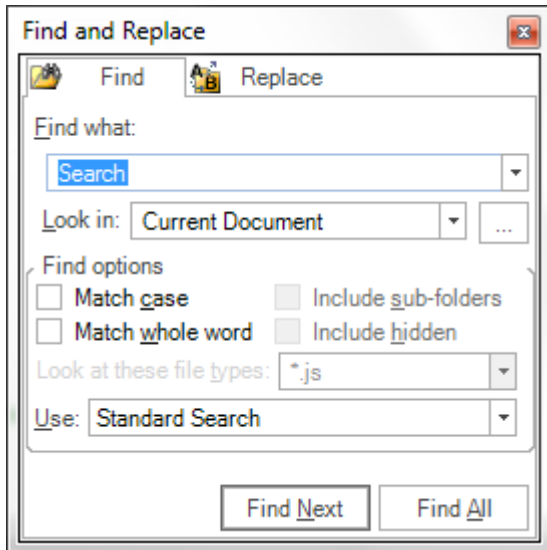 Find and Replace
Find Replace
Find what:
Search
Look in: Current Document ...
Find options
Match case Include sub-folders
Match whole word Include hidden
Look at these file types: *.js
Use: Standard Search
Find Next Find All